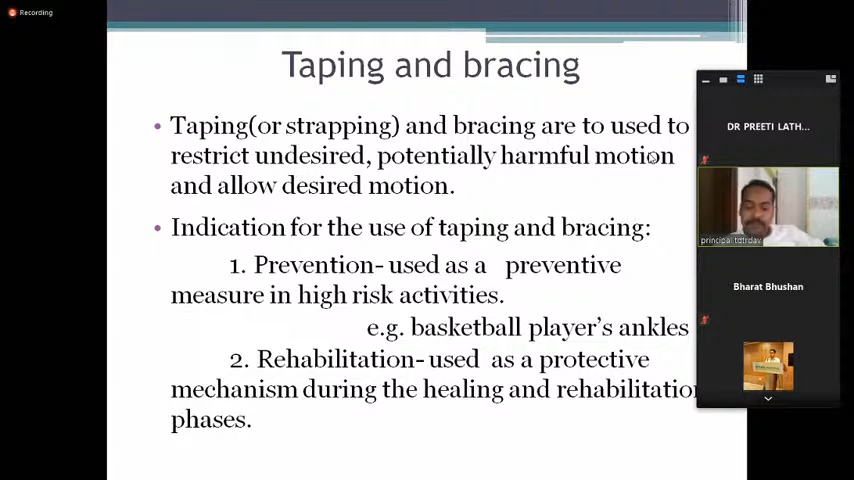 Recording
Taping and bracing
• Taping(or strapping) and bracing are to used to
restrict undesired, potentially harmful motion
and allow desired motion.
• Indication for the use of taping and bracing:
1. Prevention- used as a preventive
measure in high risk activities.
e.g. basketball player's ankles
2. Rehabilitation- used as a protective
mechanism during the healing and rehabilitation
phases.
DR PREETI LATH...
principal tdtrdav
Bharat Bhushan